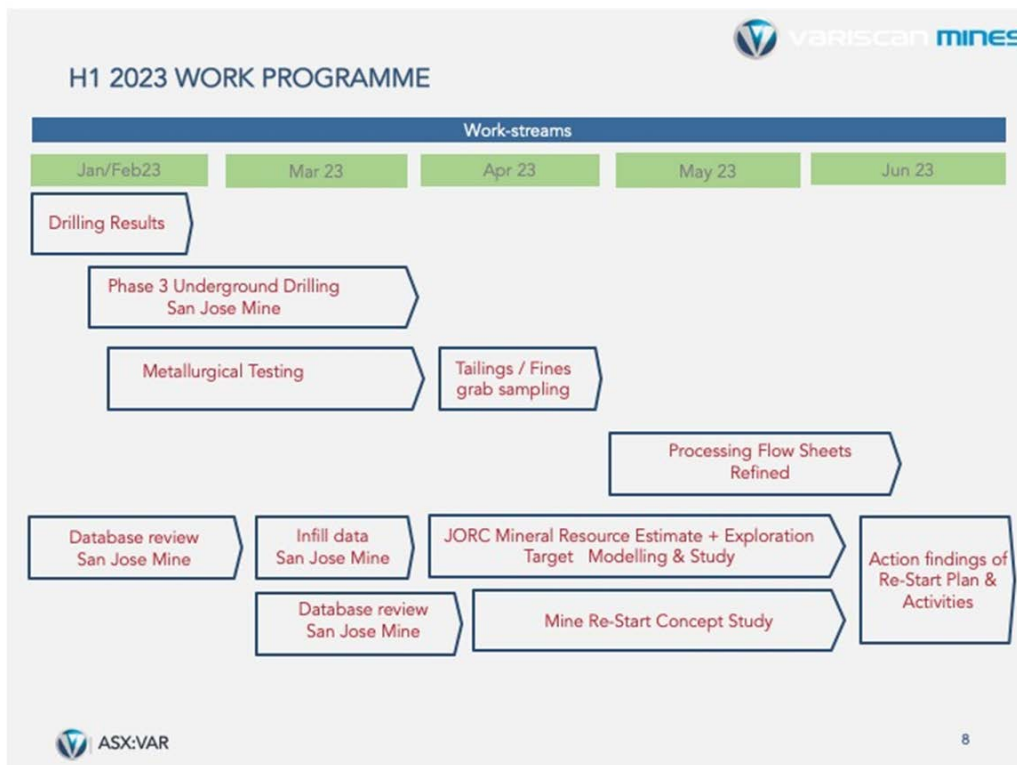 VARISCAN MINES
H1 2023 WORK PROGRAMME
Work-streams
Jan/Feb23
Mar 23
Apr 23
May 23
Jun 23
Drilling Results
Phase 3 Underground Drilling
San Jose Mine
Metallurgical Testing
Tailings / Fines
grab sampling
Processing Flow Sheets
Refined
Database review
San Jose Mine
Infill data
San Jose Mine
JORC Mineral Resource Estimate + Exploration
Target Modelling & Study
Action findings of
Re-Start Plan &
Activities
Database review
San Jose Mine
Mine Re-Start Concept Study
ASX:VAR
8